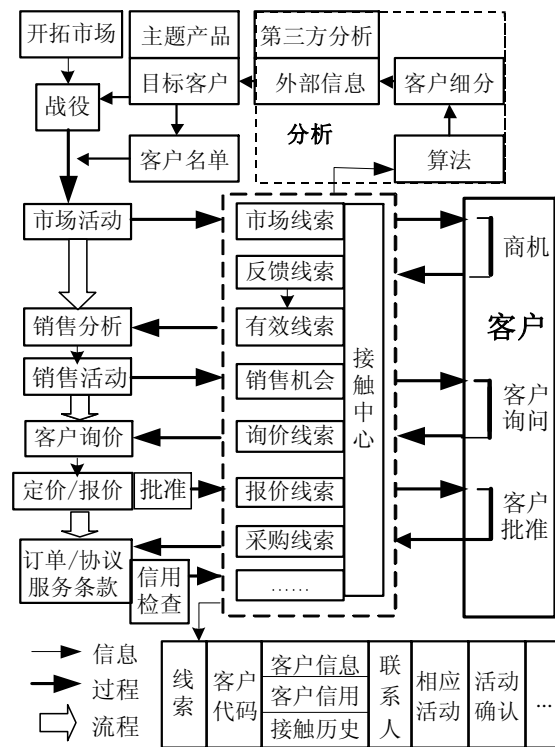 开拓市场
主题产品
第三方分析
目标客户
外部信息
客户细分
战役
分析
客户名单
算法
市场活动
市场线索
商机
反馈线索
客户
销售分析
有效线索
接触中心
销售活动
销售机会
客户
询问
客户询价
询价线索
定价/报价
批准
报价线索
客户
批准
订单/协议
服务条款
采购线索
信用
检查
……
信息
过程
流程
线索
客户
代码
客户信息
客户信用
接触历史
联系人
相应
活动
活动
确认
...